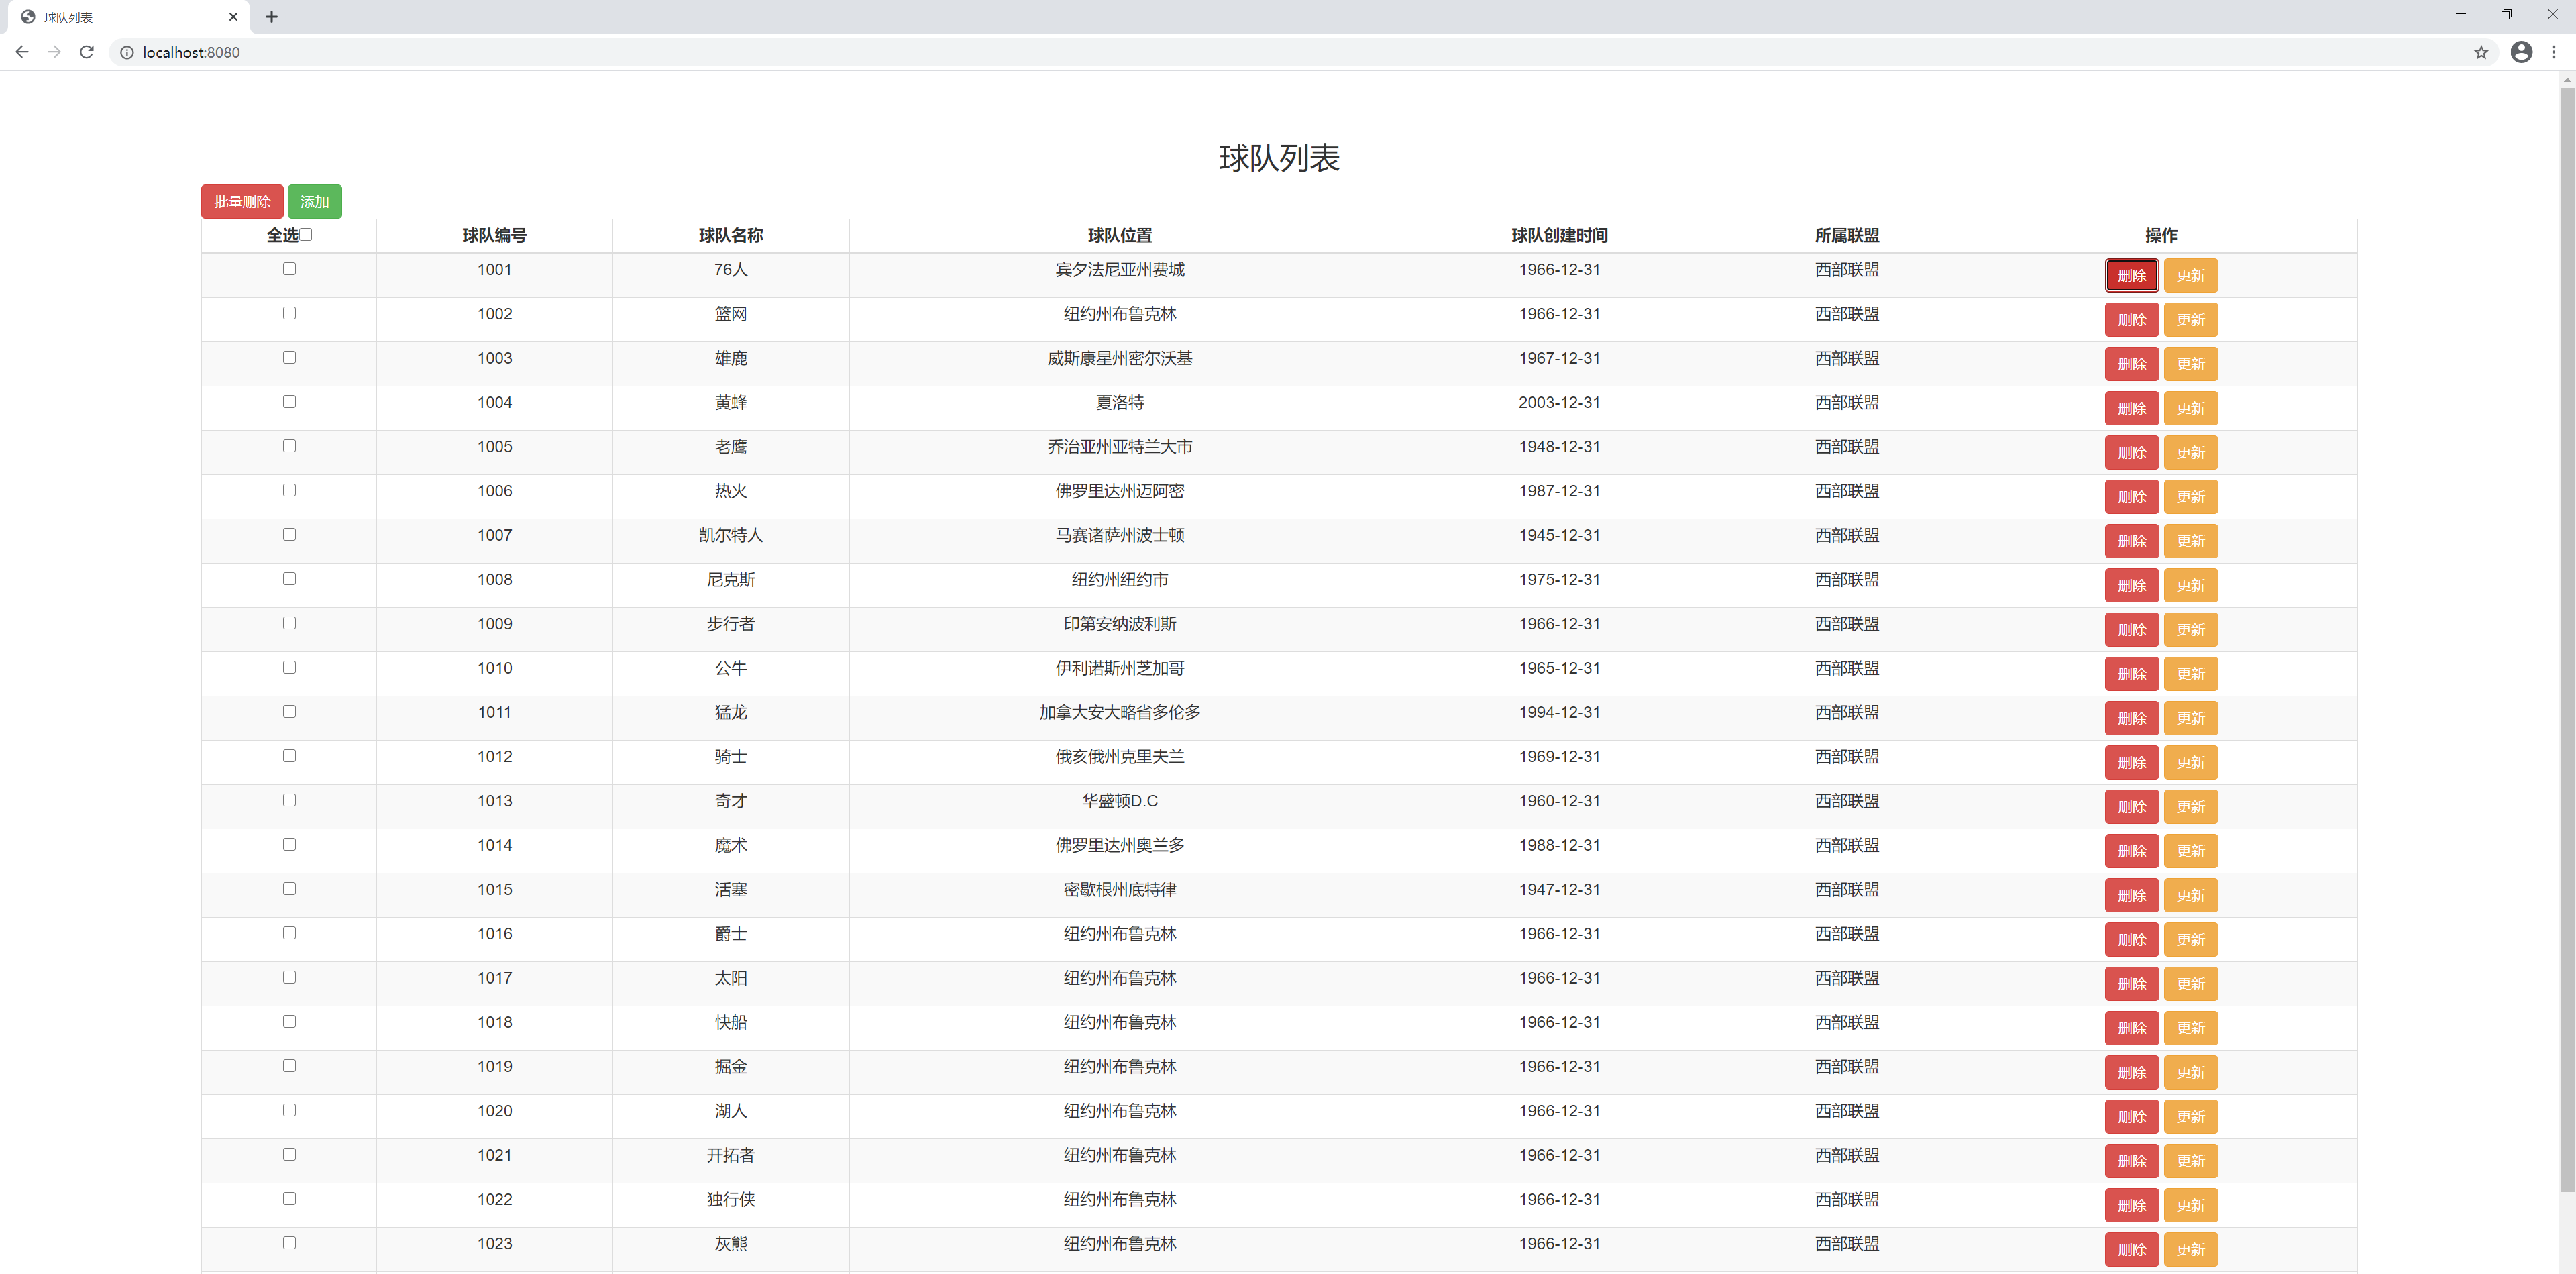 球队列表
localhost:8080
球队列表
批量删除 添加
全选 球队编号 球队名称 球队位置 球队创建时间 所属联盟 操作
1001 76人 宾夕法尼亚州费城 1966-12-31 西部联盟 删除 更新
1002 篮网 纽约州布鲁克林 1966-12-31 西部联盟 删除 更新
1003 雄鹿 威斯康星州密尔沃基 1967-12-31 西部联盟 删除 更新
1004 黄蜂 夏洛特 2003-12-31 西部联盟 删除 更新
1005 老鹰 乔治亚州亚特兰大市 1948-12-31 西部联盟 删除 更新
1006 热火 佛罗里达州迈阿密 1987-12-31 西部联盟 删除 更新
1007 凯尔特人 马赛诸萨州波士顿 1945-12-31 西部联盟 删除 更新
1008 尼克斯 纽约州纽约市 1975-12-31 西部联盟 删除 更新
1009 步行者 印第安纳波利斯 1966-12-31 西部联盟 删除 更新
1010 公牛 伊利诺斯州芝加哥 1965-12-31 西部联盟 删除 更新
1011 猛龙 加拿大安大略省多伦多 1994-12-31 西部联盟 删除 更新
1012 骑士 俄亥俄州克里夫兰 1969-12-31 西部联盟 删除 更新
1013 奇才 华盛顿D.C 1960-12-31 西部联盟 删除 更新
1014 魔术 佛罗里达州奥兰多 1988-12-31 西部联盟 删除 更新
1015 活塞 密歇根州底特律 1947-12-31 西部联盟 删除 更新
1016 爵士 纽约州布鲁克林 1966-12-31 西部联盟 删除 更新
1017 太阳 纽约州布鲁克林 1966-12-31 西部联盟 删除 更新
1018 快船 纽约州布鲁克林 1966-12-31 西部联盟 删除 更新
1019 掘金 纽约州布鲁克林 1966-12-31 西部联盟 删除 更新
1020 湖人 纽约州布鲁克林 1966-12-31 西部联盟 删除 更新
1021 开拓者 纽约州布鲁克林 1966-12-31 西部联盟 删除 更新
1022 独行侠 纽约州布鲁克林 1966-12-31 西部联盟 删除 更新
1023 灰熊 纽约州布鲁克林 1966-12-31 西部联盟 删除 更新